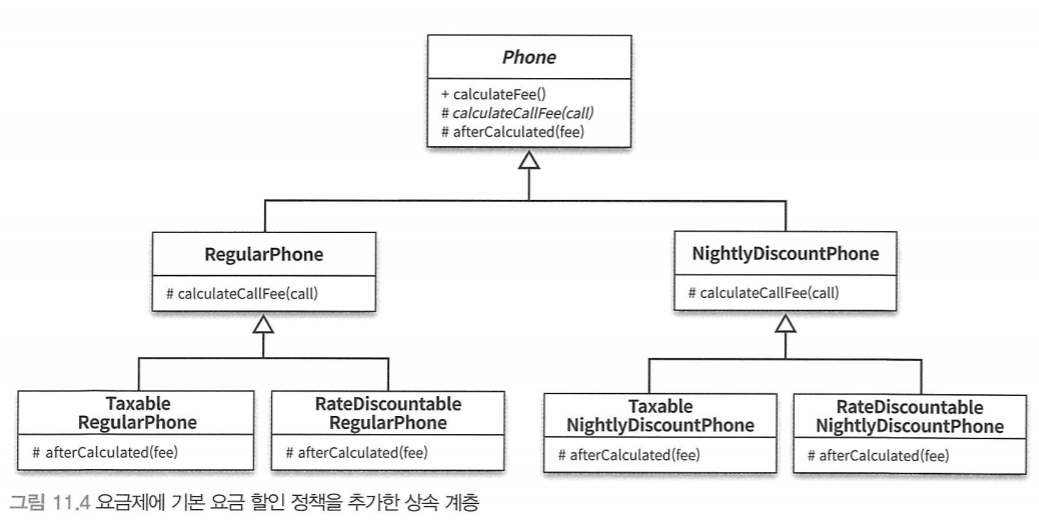 Phone
+ calculateFee()
# calculateCallFee(call)
# afterCalculated(fee)
RegularPhone
# calculateCallFee(call)
NightlyDiscountPhone
# calculateCallFee(call)
Taxable
RegularPhone
# afterCalculated(fee)
RateDiscountable
RegularPhone
# afterCalculated(fee)
Taxable
NightlyDiscountPhone
# afterCalculated(fee)
RateDiscountable
NightlyDiscountPhone
# afterCalculated(fee)
그림 11.4 요금제에 기본 요금 할인 정책을 추가한 상속 계층